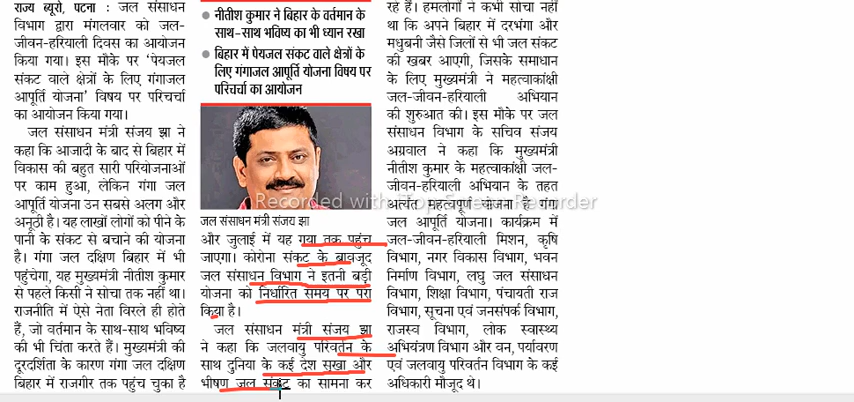 राज्य ब्यूरो, पटना : जल संसाधन
विभाग द्वारा मंगलवार को जल-
जीवन-हरियाली दिवस का आयोजन
किया गया। इस मौके पर 'पेयजल
संकट वाले क्षेत्रों के लिए गंगाजल
आपूर्ति योजना' विषय पर परिचर्चा
का आयोजन किया गया।
जल संसाधन मंत्री संजय झा ने
कहा कि आजादी के बाद से बिहार में
विकास की बहुत सारी परियोजनाओं
पर काम हुआ, लेकिन गंगा जल
आपूर्ति योजना उन सबसे अलग और
अनूठी है। यह लाखों लोगों को पीने के
पानी के संकट से बचाने की योजना
है। गंगा जल दक्षिण बिहार में भी
पहुंचेगा, यह मुख्यमंत्री नीतीश कुमार
से पहले किसी ने सोचा तक नहीं था।
राजनीति में ऐसे नेता विरले ही होते
हैं, जो वर्तमान के साथ-साथ भविष्य
की भी चिंता करते हैं। मुख्यमंत्री की
दूरदर्शिता के कारण गंगा जल दक्षिण
बिहार में राजगीर तक पहुंच चुका है
नीतीश कुमार ने बिहार के वर्तमान के
साथ-साथ भविष्य का भी ध्यान रखा
बिहार में पेयजल संकट वाले क्षेत्रों के
लिए गंगाजल आपूर्ति योजना विषय पर
परिचर्चा का आयोजन
जल संसाधन मंत्री संजय झा
और जुलाई में यह गया तक पहुंच
जाएगा। कोरोना संकट के बावजूद
जल संसाधन विभाग ने इतनी बड़ी
योजना को निर्धारित समय पर पूरा
किया है।
जल संसाधन मंत्री संजय झा
ने कहा कि जलवायु परिवर्तन के
साथ दुनिया के कई देश सूखा और
भीषण जल संकट का सामना कर
रहे हैं। हमलोगों ने कभी सोचा नहीं
था कि अपने बिहार में दरभंगा और
मधुबनी जैसे जिलों से भी जल संकट
की खबर आएगी, जिसके समाधान
के लिए मुख्यमंत्री ने महत्वाकांक्षी
जल-जीवन-हरियाली अभियान
की शुरुआत की। इस मौके पर जल
संसाधन विभाग के सचिव संजय
अग्रवाल ने कहा कि मुख्यमंत्री
नीतीश कुमार के महत्वाकांक्षी जल-
जीवन-हरियाली अभियान के तहत
अत्यंत महत्वपूर्ण योजना है गंगा
जल आपूर्ति योजना। कार्यक्रम में
जल-जीवन-हरियाली मिशन, कृषि
विभाग, नगर विकास विभाग, भवन
निर्माण विभाग, लघु जल संसाधन
विभाग, शिक्षा विभाग, पंचायती राज
विभाग, सूचना एवं जनसंपर्क विभाग,
राजस्व विभाग, लोक स्वास्थ्य
अभियंत्रण विभाग और वन, पर्यावरण
एवं जलवायु परिवर्तन विभाग के कई
अधिकारी मौजूद थे।
Recorded with iTop Screen Recorder